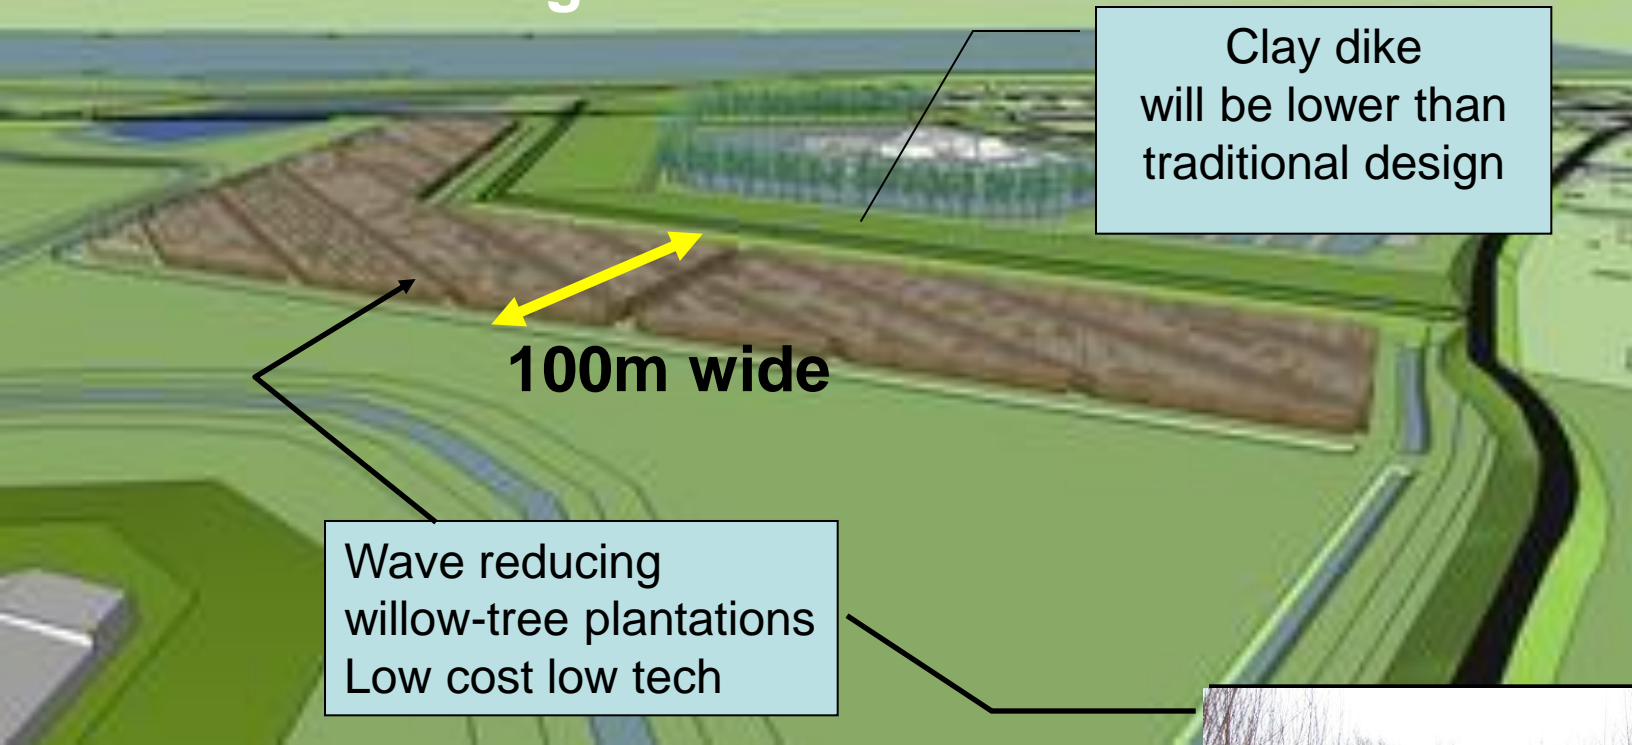 Clay dike
will be lower than
traditional design
100m wide
Wave reducing
willow-tree plantations
Low cost low tech